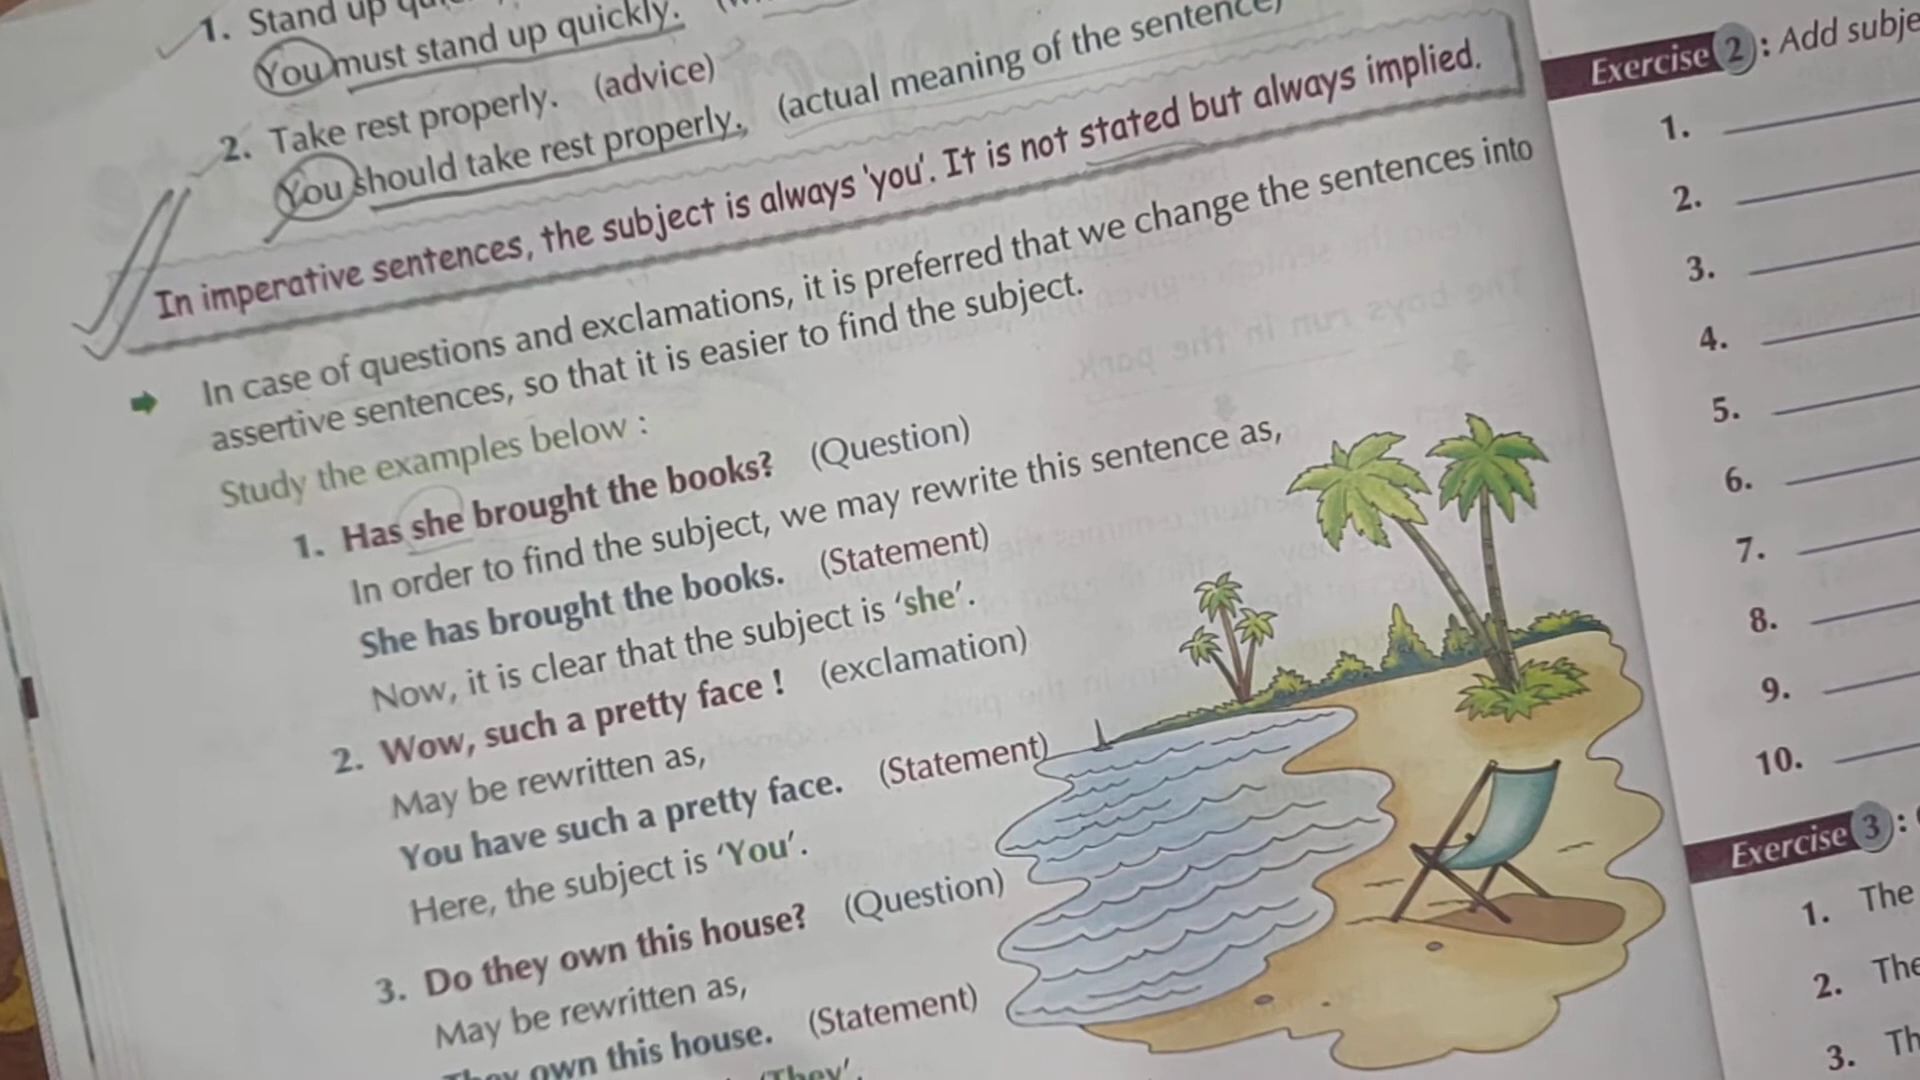 1. Stand up
You must stand up quickly.
2. Take rest properly. (advice)
You should take rest properly. (actual meaning of the sentence)
In imperative sentences, the subject is always 'you'. It is not stated but always implied.
In case of questions and exclamations, it is preferred that we change the sentences into
assertive sentences, so that it is easier to find the subject.
Study the examples below :
1. Has she brought the books? (Question)
In order to find the subject, we may rewrite this sentence as,
She has brought the books. (Statement)
Now, it is clear that the subject is 'she'.
2. Wow, such a pretty face ! (exclamation)
May be rewritten as,
You have such a pretty face. (Statement)
Here, the subject is 'You'.
3. Do they own this house? (Question)
May be rewritten as,
They own this house. (Statement)
'They'.
Exercise 2 : Add
1.
2.
3.
4.
5.
6.
7.
8.
9.
10.
Exercise 3 :
1. The
2. The
3.